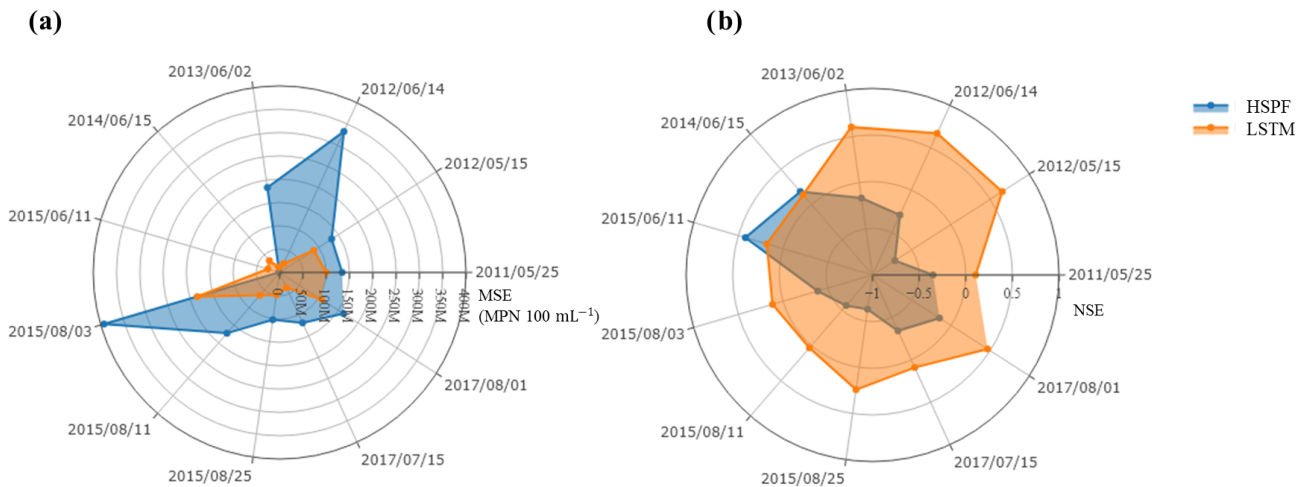 (a)
(b)
2013/06/02
2012/06/14
2014/06/15
2012/05/15
2015/06/11
2011/05/25
MSE
(MPN 100 mL⁻¹)
0
50M
100M
150M
200M
250M
300M
350M
400M
2015/08/03
2017/08/01
2015/08/11
2017/07/15
2015/08/25
2013/06/02
2012/06/14
2014/06/15
2012/05/15
2015/06/11
2011/05/25
−1
−0.5
0
0.5
1
NSE
2015/08/03
2017/08/01
2015/08/11
2017/07/15
2015/08/25
HSPF
LSTM